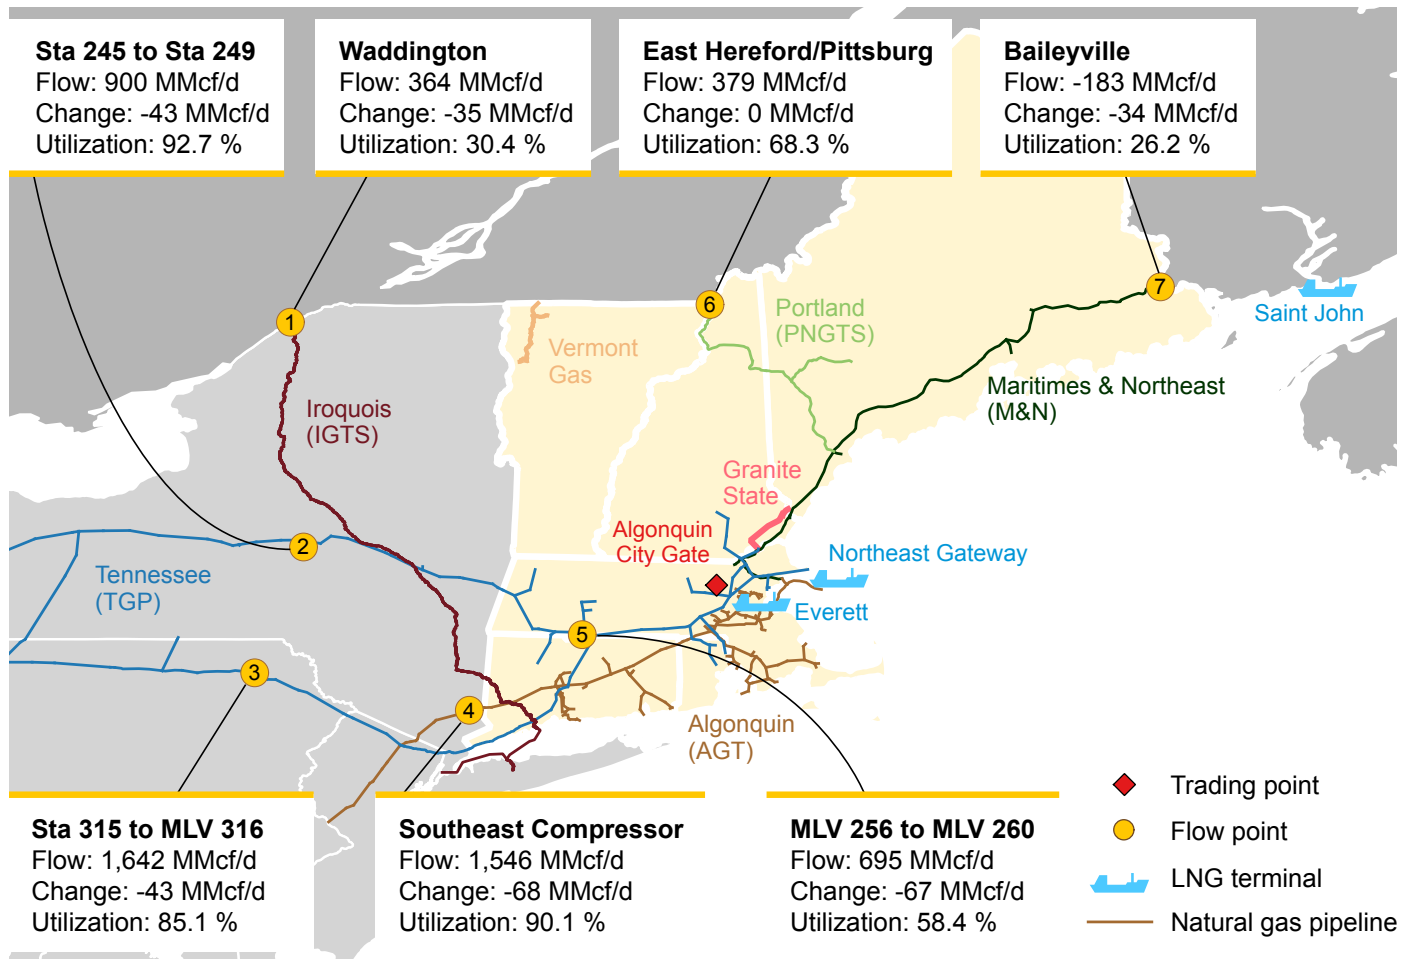 Sta 245 to Sta 249
Flow: 900 MMcf/d
Change: -43 MMcf/d
Utilization: 92.7 %
Waddington
Flow: 364 MMcf/d
Change: -35 MMcf/d
Utilization: 30.4 %
East Hereford/Pittsburg
Flow: 379 MMcf/d
Change: 0 MMcf/d
Utilization: 68.3 %
Baileyville
Flow: -183 MMcf/d
Change: -34 MMcf/d
Utilization: 26.2 %
1
6
7
Saint John
Portland
(PNGTS)
Vermont
Gas
Maritimes & Northeast
(M&N)
Iroquois
(IGTS)
Granite
State
Algonquin
City Gate
2
Northeast Gateway
Tennessee
(TGP)
Everett
5
3
4
Algonquin
(AGT)
Sta 315 to MLV 316
Flow: 1,642 MMcf/d
Change: -43 MMcf/d
Utilization: 85.1 %
Southeast Compressor
Flow: 1,546 MMcf/d
Change: -68 MMcf/d
Utilization: 90.1 %
MLV 256 to MLV 260
Flow: 695 MMcf/d
Change: -67 MMcf/d
Utilization: 58.4 %
Trading point
Flow point
LNG terminal
Natural gas pipeline